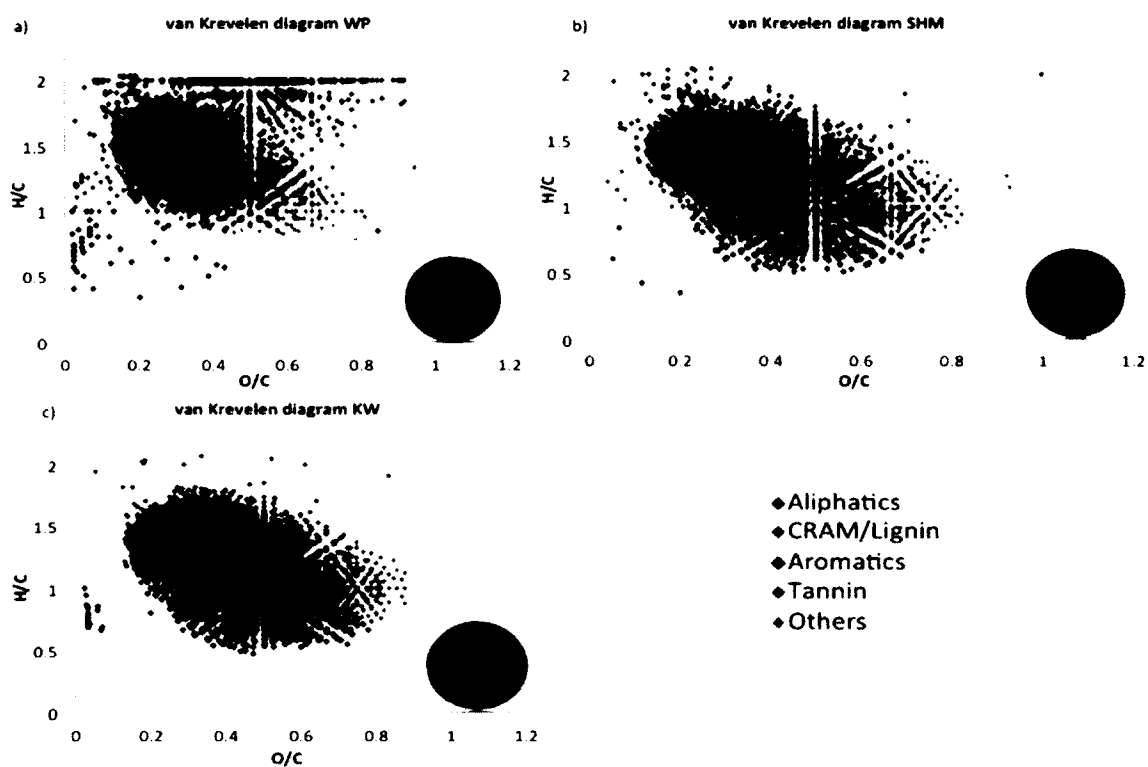 a)
van Krevelen diagram WP
2
1.5
1
0.5
0
H/C
0
0.2
0.4
0.6
0.8
1
1.2
O/C
b)
van Krevelen diagram SHM
2
1.5
1
0.5
0
H/C
0
0.2
0.4
0.6
0.8
1
1.2
O/C
c)
van Krevelen diagram KW
2
1.5
1
0.5
0
H/C
0
0.2
0.4
0.6
0.8
1
1.2
O/C
Aliphatics
CRAM/Lignin
Aromatics
Tannin
Others